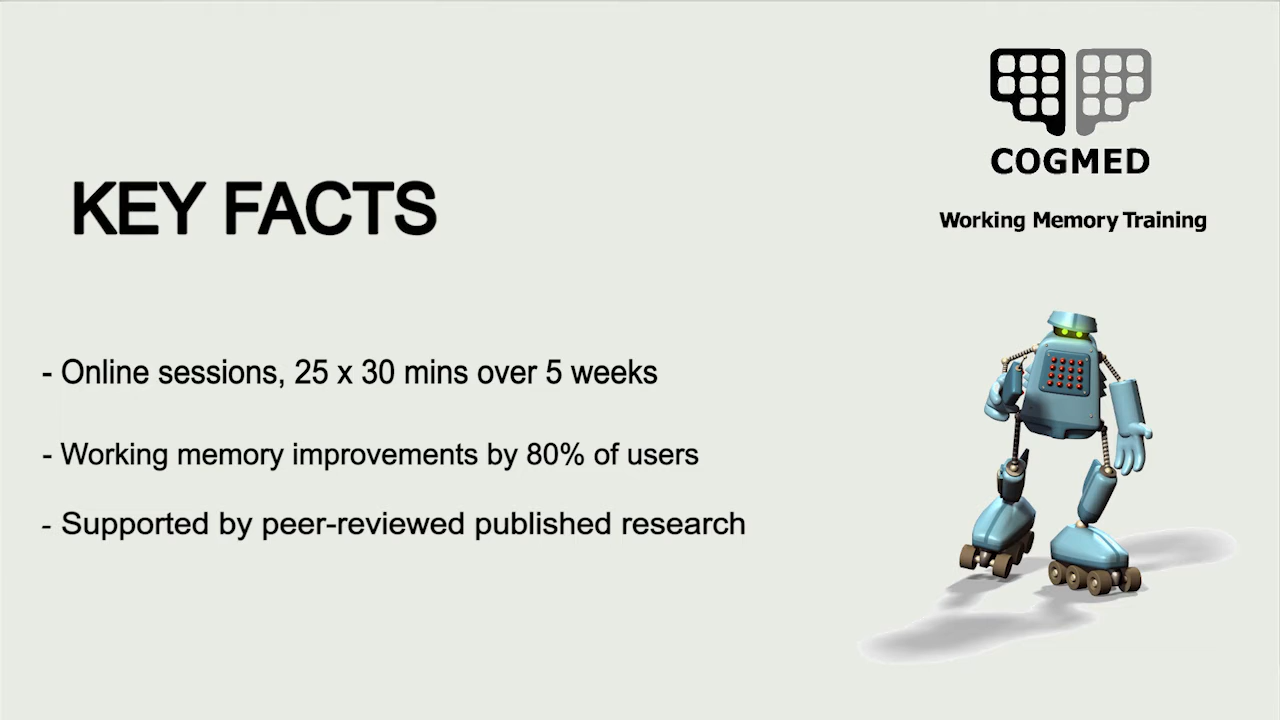 COGMED
Working Memory Training
KEY FACTS
- Online sessions, 25 x 30 mins over 5 weeks
- Working memory improvements by 80% of users
- Supported by peer-reviewed published research